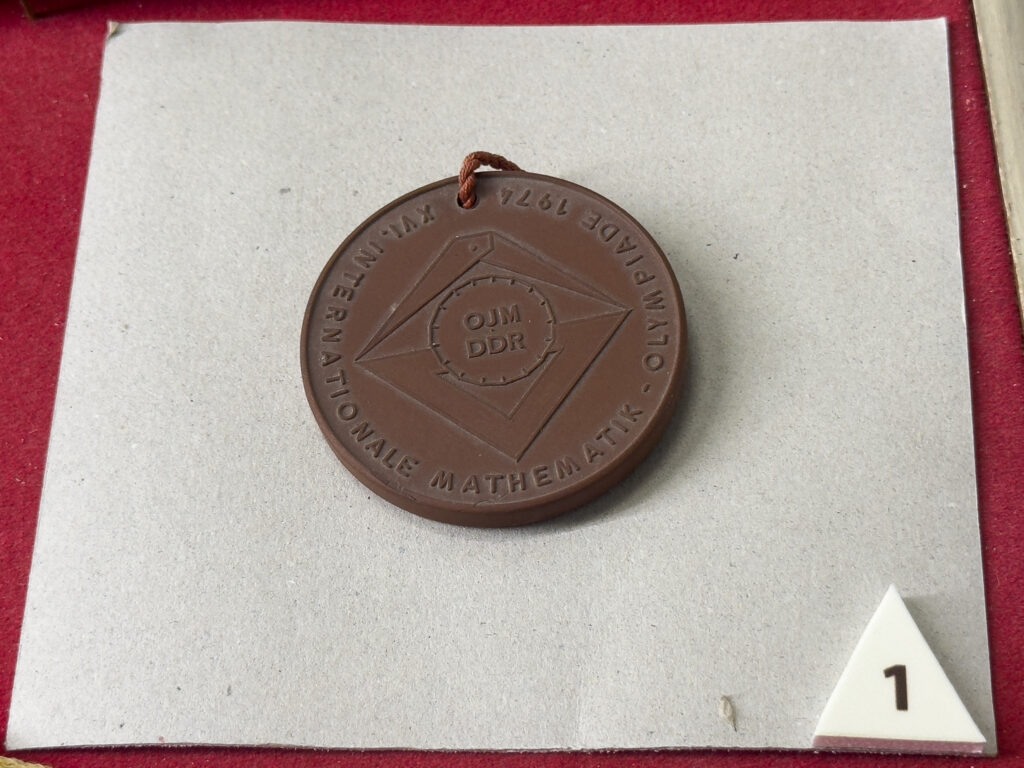 XVI. INTERNATIONALE MATHEMATIK - OLYMPIADE 1974
OJM
DDR
1